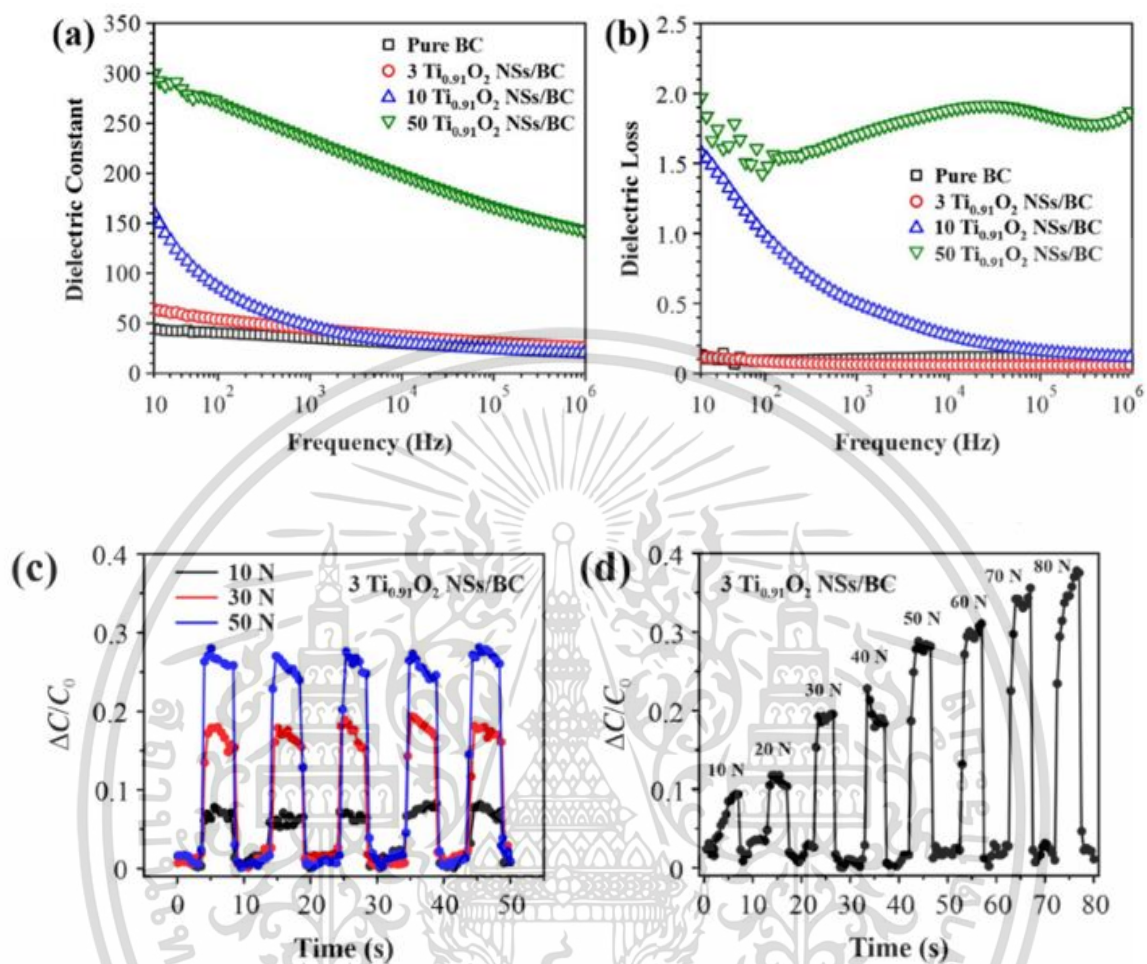 (a)
350
300
250
200
150
100
50
0
Dielectric Constant
Pure BC
3 Ti0.91O2 NSs/BC
10 Ti0.91O2 NSs/BC
50 Ti0.91O2 NSs/BC
10 10² 10³ 10⁴ 10⁵ 10⁶
Frequency (Hz)
(b)
2.5
2.0
1.5
1.0
0.5
0
Dielectric Loss
Pure BC
3 Ti0.91O2 NSs/BC
10 Ti0.91O2 NSs/BC
50 Ti0.91O2 NSs/BC
10 10² 10³ 10⁴ 10⁵ 10⁶
Frequency (Hz)
(c)
0.4
0.3
0.2
0.1
0
ΔC/C0
10 N
30 N
50 N
3 Ti0.91O2 NSs/BC
0 10 20 30 40 50
Time (s)
(d)
0.4
0.3
0.2
0.1
0
ΔC/C0
3 Ti0.91O2 NSs/BC
10 N
20 N
30 N
40 N
50 N
60 N
70 N
80 N
0 10 20 30 40 50 60 70 80
Time (s)